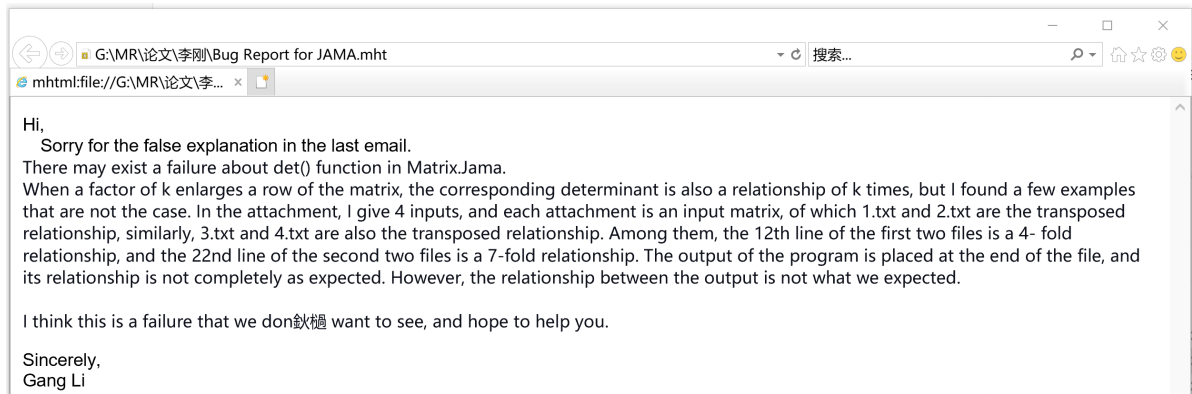 G:\MR\论文\李刚\Bug Report for JAMA.mht
搜索...
mhtml:file://G:\MR\论文\李...
Hi,
Sorry for the false explanation in the last email.
There may exist a failure about det() function in Matrix.Jama.
When a factor of k enlarges a row of the matrix, the corresponding determinant is also a relationship of k times, but I found a few examples
that are not the case. In the attachment, I give 4 inputs, and each attachment is an input matrix, of which 1.txt and 2.txt are the transposed
relationship, similarly, 3.txt and 4.txt are also the transposed relationship. Among them, the 12th line of the first two files is a 4- fold
relationship, and the 22nd line of the second two files is a 7-fold relationship. The output of the program is placed at the end of the file, and
its relationship is not completely as expected. However, the relationship between the output is not what we expected.
I think this is a failure that we don鈥檛 want to see, and hope to help you.
Sincerely,
Gang Li